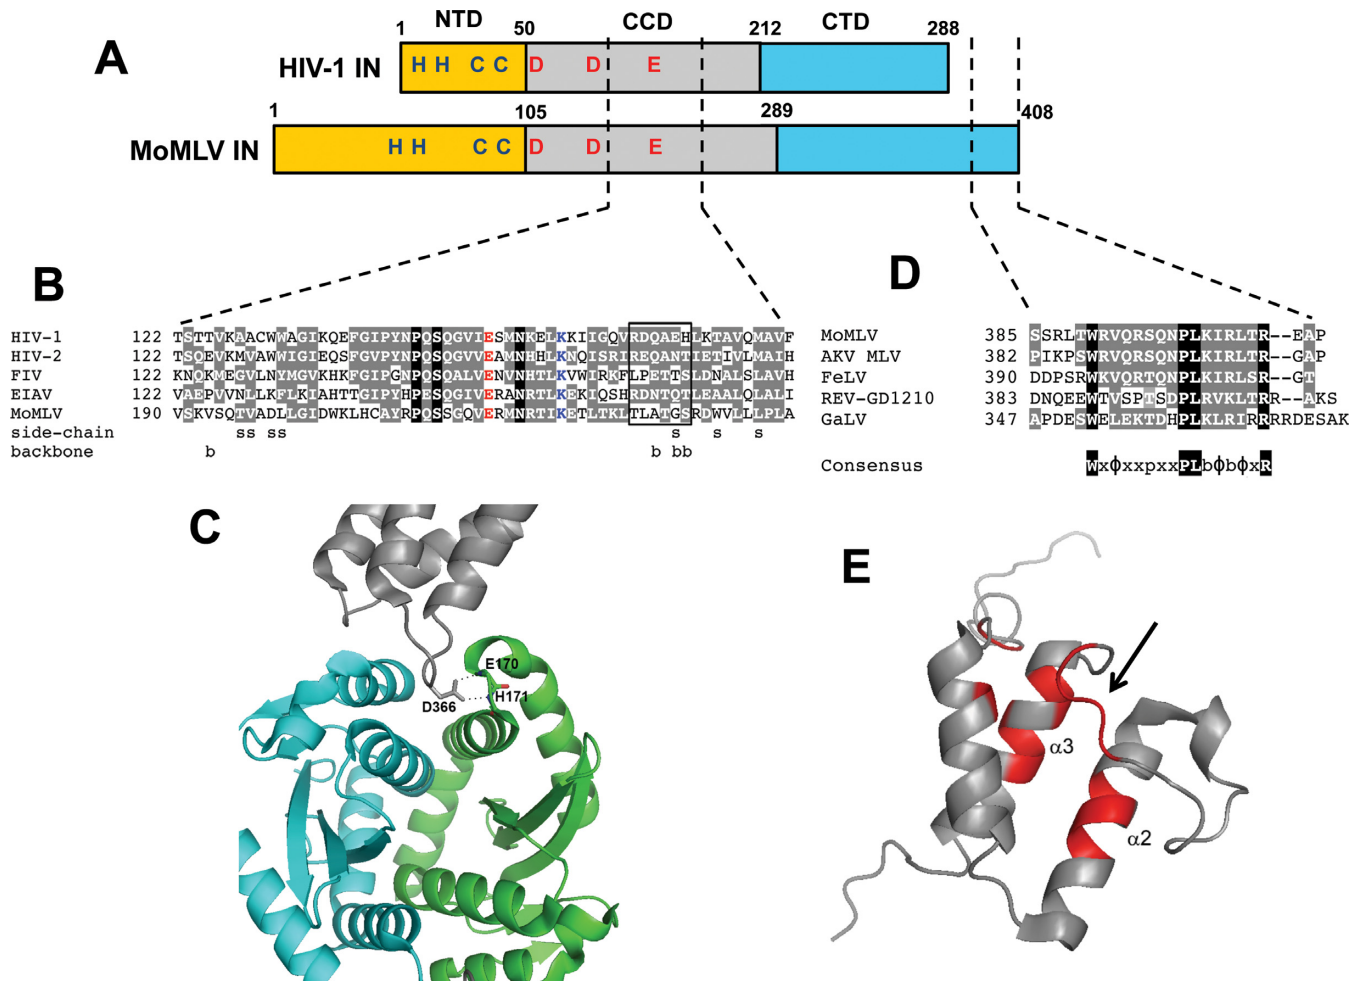 A
NTD
CCD
CTD
1
50
212
288
HIV-1 IN
H H C C D D E
1
105
289
408
MoMLV IN
H H C C D D E
B
HIV-1 122 TSTTVKAACWWAGIKQEFGIPYNPQSQGVIESMNKELKKIIGQVRDQAEHLKTAVQMAVF
HIV-2 122 TSQEVKMVAWWIGIEQSFGVPYNPQSQGVVEAMNHHLKNQISRIREQANTIETIVLMAIH
FIV 122 KNQKMEGVLNYMGVKHKFGIPGNPQSQALVENVNHTLKVWIRKFLPETTSLDNALSLAVH
EIAV 122 VAEPVVNLLKFLKIAHTTGIPYNPQSQGVIERANRTLKEKIQSHRDNTQTLEAALQLALI
MoMLV 190 VSKVSQTVADLLGIDWKLHCAYRPQSSGQVERMNRTIKETLTKLTLATGSRDWVLLLPLA
side-chain ss ss s s s
backbone b b bb
D
MoMLV 385 SSRLTWRVQRSQNPLKIRLTR--EAP
AKV MLV 382 PIKPSWRVQRSQNPLKIRLTR--GAP
FeLV 390 DDPSRWKVQRTQNPLKIRLSR--GT
REV-GD1210 383 DNQEEWTVSPTSDPLRVKLTRR--AKS
GaLV 347 APDESWELEKTDHPLKLRIRRRRDESAK
Consensus WxϕxxpxxPLbϕbϕxR
C
E170
H171
D366
E
α3
α2